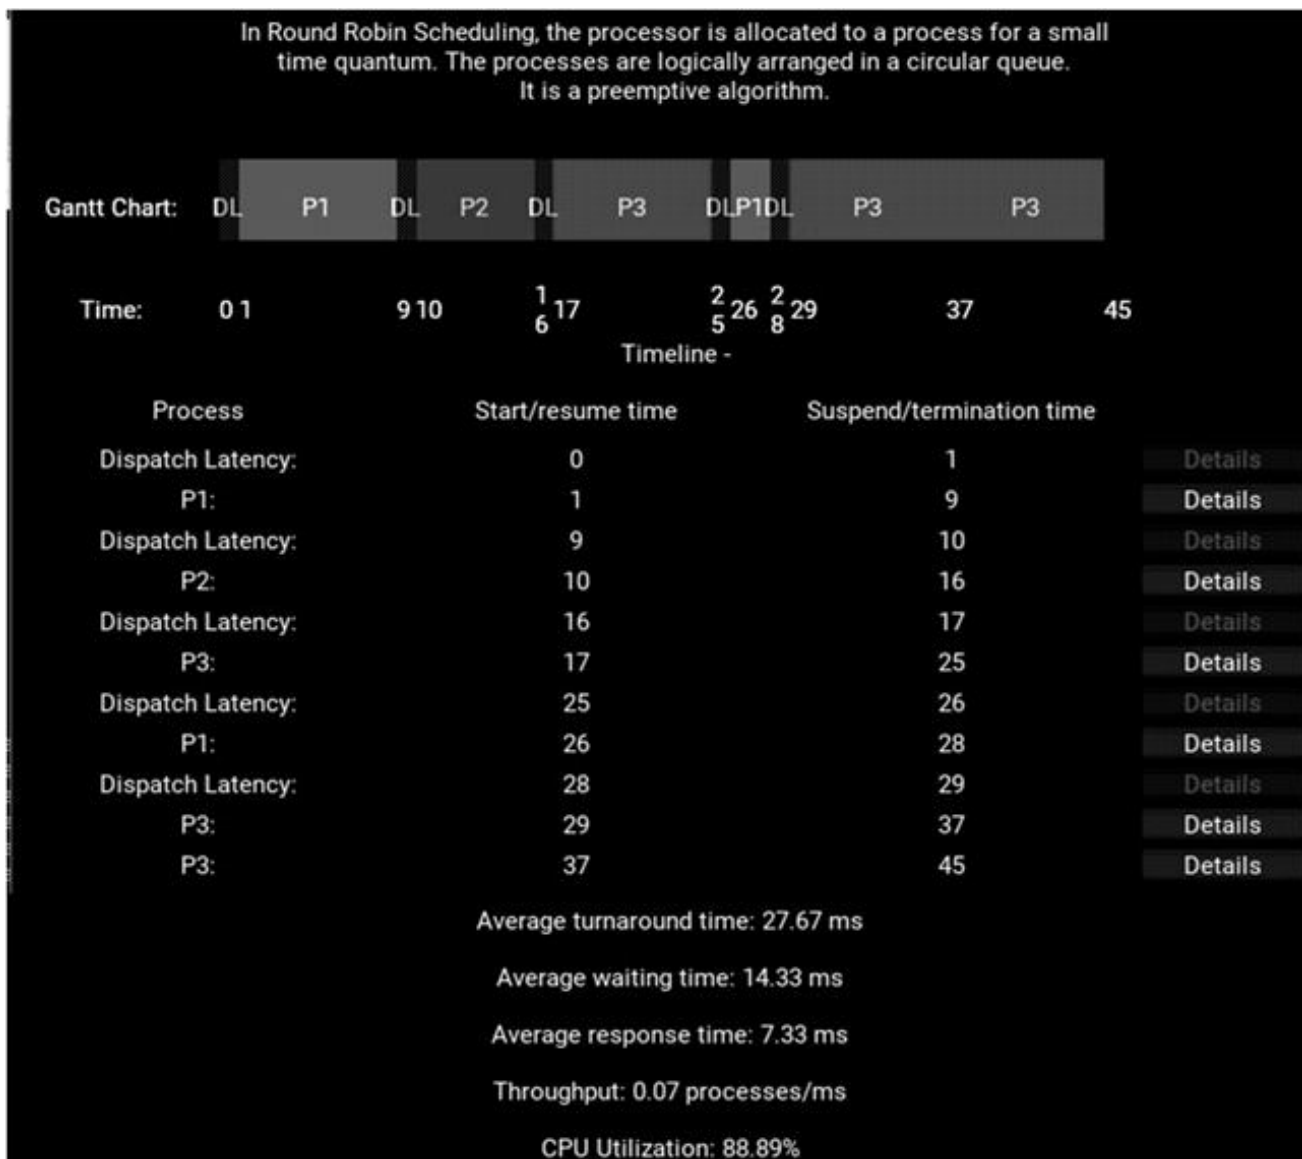 In Round Robin Scheduling, the processor is allocated to a process for a small
time quantum. The processes are logically arranged in a circular queue.
It is a preemptive algorithm.
Gantt Chart: DL P1 DL P2 DL P3 DL P1 DL P3 P3
Time: 0 1 9 10 16 17 25 26 28 29 37 45
Timeline -
Process Start/resume time Suspend/termination time
Dispatch Latency: 0 1 Details
P1: 1 9 Details
Dispatch Latency: 9 10 Details
P2: 10 16 Details
Dispatch Latency: 16 17 Details
P3: 17 25 Details
Dispatch Latency: 25 26 Details
P1: 26 28 Details
Dispatch Latency: 28 29 Details
P3: 29 37 Details
P3: 37 45 Details
Average turnaround time: 27.67 ms
Average waiting time: 14.33 ms
Average response time: 7.33 ms
Throughput: 0.07 processes/ms
CPU Utilization: 88.89%